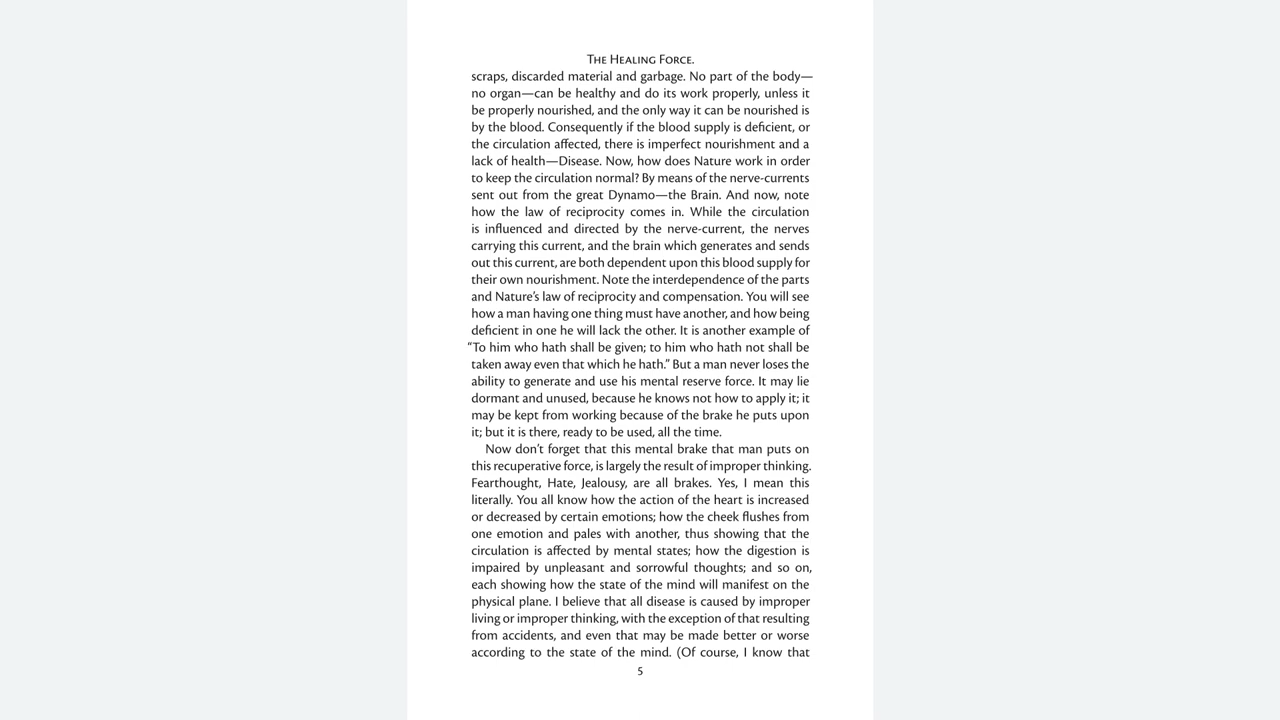 The Healing Force.
scraps, discarded material and garbage. No part of the body—
no organ—can be healthy and do its work properly, unless it
be properly nourished, and the only way it can be nourished is
by the blood. Consequently if the blood supply is deficient, or
the circulation affected, there is imperfect nourishment and a
lack of health—Disease. Now, how does Nature work in order
to keep the circulation normal? By means of the nerve-currents
sent out from the great Dynamo—the Brain. And now, note
how the law of reciprocity comes in. While the circulation
is influenced and directed by the nerve-current, the nerves
carrying this current, and the brain which generates and sends
out this current, are both dependent upon this blood supply for
their own nourishment. Note the interdependence of the parts
and Nature’s law of reciprocity and compensation. You will see
how a man having one thing must have another, and how being
deficient in one he will lack the other. It is another example of
“To him who hath shall be given; to him who hath not shall be
taken away even that which he hath.” But a man never loses the
ability to generate and use his mental reserve force. It may lie
dormant and unused, because he knows not how to apply it; it
may be kept from working because of the brake he puts upon
it; but it is there, ready to be used, all the time.
Now don’t forget that this mental brake that man puts on
this recuperative force, is largely the result of improper thinking.
Fearthought, Hate, Jealousy, are all brakes. Yes, I mean this
literally. You all know how the action of the heart is increased
or decreased by certain emotions; how the cheek flushes from
one emotion and pales with another, thus showing that the
circulation is affected by mental states; how the digestion is
impaired by unpleasant and sorrowful thoughts; and so on,
each showing how the state of the mind will manifest on the
physical plane. I believe that all disease is caused by improper
living or improper thinking, with the exception of that resulting
from accidents, and even that may be made better or worse
according to the state of the mind. (Of course, I know that
5